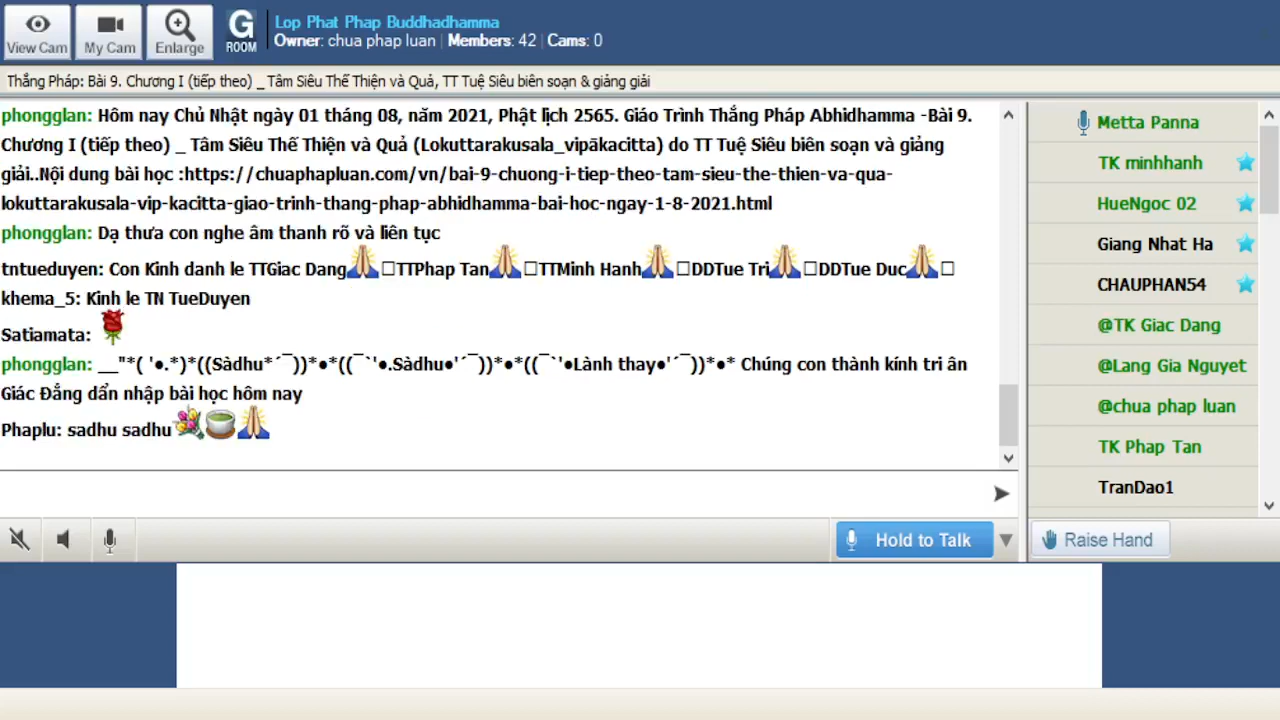 View Cam
My Cam
Enlarge
G
ROOM
Lop Phat Phap Buddhadhamma
Owner: chua phap luan | Members: 42 | Cams: 0
Thắng Pháp: Bài 9. Chương I (tiếp theo) _ Tâm Siêu Thế Thiện và Quả, TT Tuệ Siêu biên soạn & giảng giải
phongglan: Hôm nay Chủ Nhật ngày 01 tháng 08, năm 2021, Phật lịch 2565. Giáo Trình Thắng Pháp Abhidhamma -Bài 9.
Chương I (tiếp theo) _ Tâm Siêu Thế Thiện và Quả (Lokuttarakusala_vipākacitta) do TT Tuệ Siêu biên soạn và giảng
giải..Nội dung bài học :https://chuaphapluan.com/vn/bai-9-chuong-i-tiep-theo-tam-sieu-the-thien-va-qua-
lokuttarakusala-vip-kacitta-giao-trinh-thang-phap-abhidhamma-bai-hoc-ngay-1-8-2021.html
phongglan: Dạ thưa con nghe âm thanh rõ và liên tục
tntueduyen: Con Kinh danh le TTGiac Dang🙏□TTPhap Tan🙏□TTMinh Hanh🙏□DDTue Tri🙏□DDTue Duc🙏□
khema_5: Kinh le TN TueDuyen
Satiamata: 🌹
phongglan: __"*( '•.*)*((Sàdhu*´¯))*•*((¯`'•.Sàdhu•'´¯))*•*((¯`'•Lành thay•'´¯))*•* Chúng con thành kính tri ân
Giác Đẳng dẩn nhập bài học hôm nay
Phaplu: sadhu sadhu💐🍵🙏
Metta Panna
TK minhhanh
HueNgoc 02
Giang Nhat Ha
CHAUPHAN54
@TK Giac Dang
@Lang Gia Nguyet
@chua phap luan
TK Phap Tan
TranDao1
Hold to Talk
Raise Hand